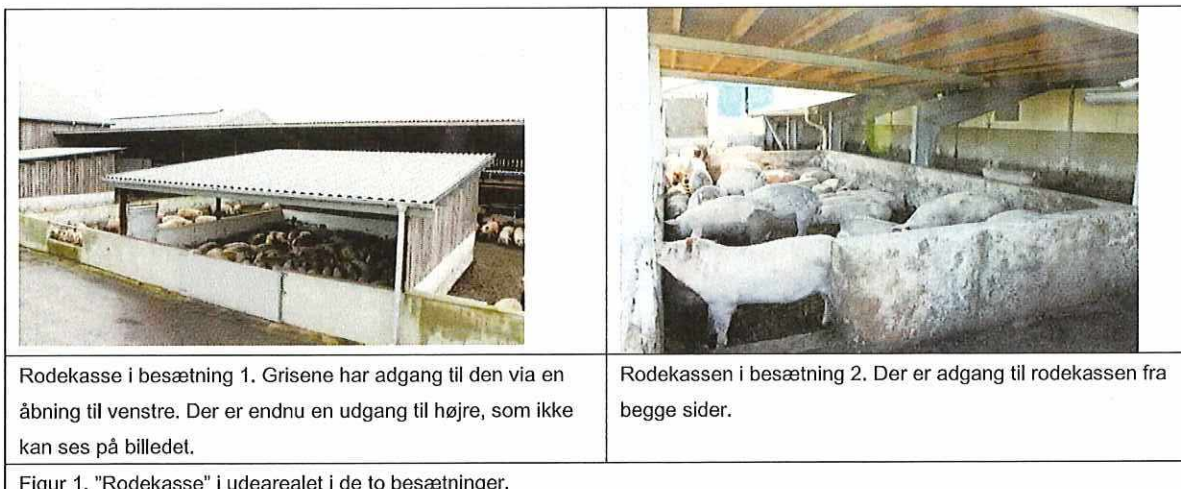 Rodekasse i besætning 1. Grisene har adgang til den via en
åbning til venstre. Der er endnu en udgang til højre, som ikke
kan ses på billedet.
Rodekassen i besætning 2. Der er adgang til rodekassen fra
begge sider.
Figur 1. "Rodekasse" i udearealet i de to besætninger.